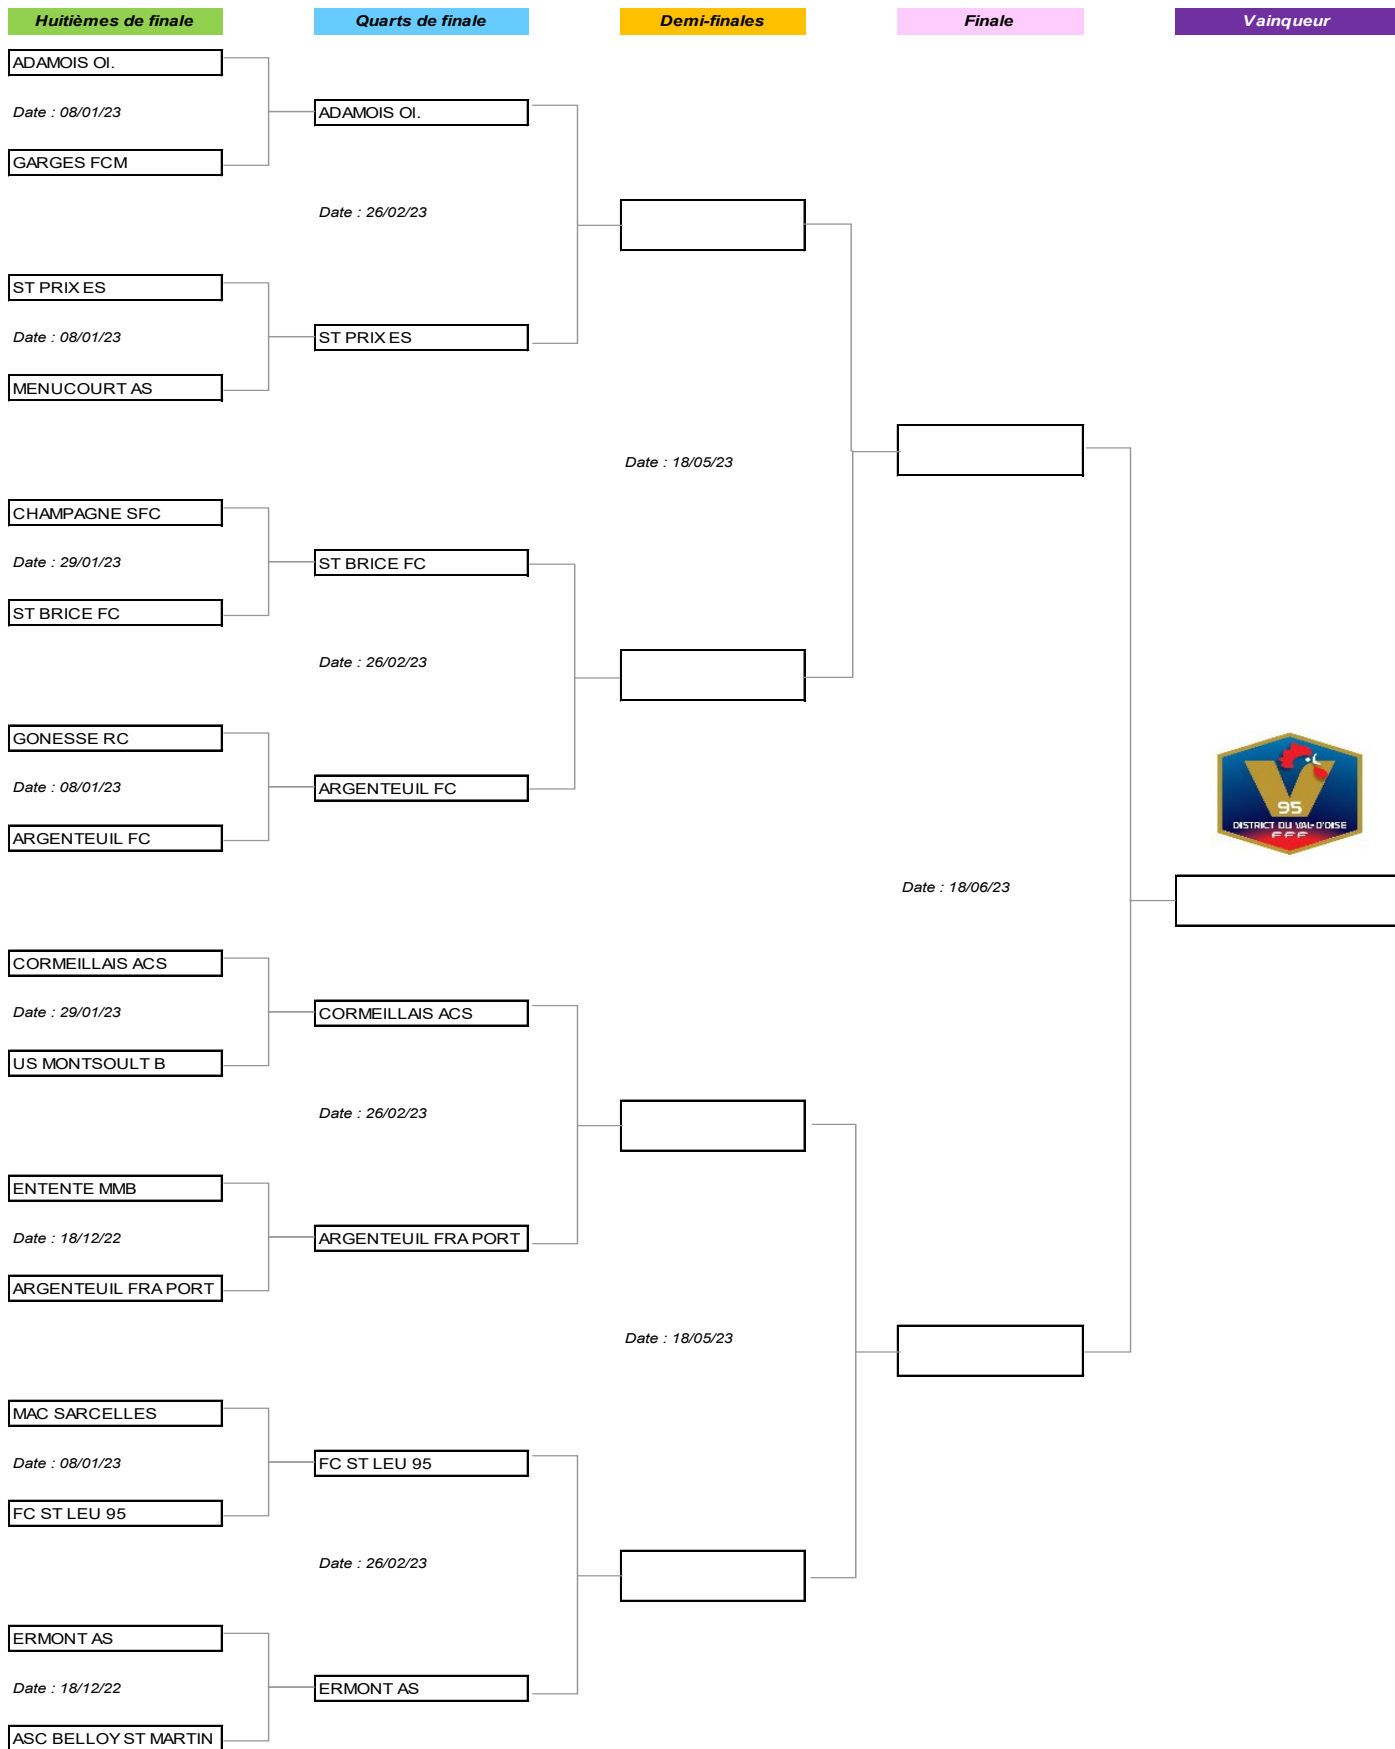 Huitièmes de finale
Quarts de finale
Demi-finales
Finale
Vainqueur
ADAMOIS Ol.
Date : 08/01/23
ADAMOIS Ol.
GARGES FCM
Date : 26/02/23
ST PRIX ES
Date : 08/01/23
ST PRIX ES
MENUCOURT AS
Date : 18/05/23
CHAMPAGNE SFC
Date : 29/01/23
ST BRICE FC
ST BRICE FC
Date : 26/02/23
GONESSE RC
Date : 08/01/23
ARGENTEUIL FC
ARGENTEUIL FC
95
DISTRICT DU VAL-D'OISE
FFF
Date : 18/06/23
CORMEILLAIS ACS
Date : 29/01/23
CORMEILLAIS ACS
US MONTSOULT B
Date : 26/02/23
ENTENTE MMB
Date : 18/12/22
ARGENTEUIL FRA PORT
ARGENTEUIL FRA PORT
Date : 18/05/23
MAC SARCELLES
Date : 08/01/23
FC ST LEU 95
FC ST LEU 95
Date : 26/02/23
ERMONT AS
Date : 18/12/22
ERMONT AS
ASC BELLOY ST MARTIN